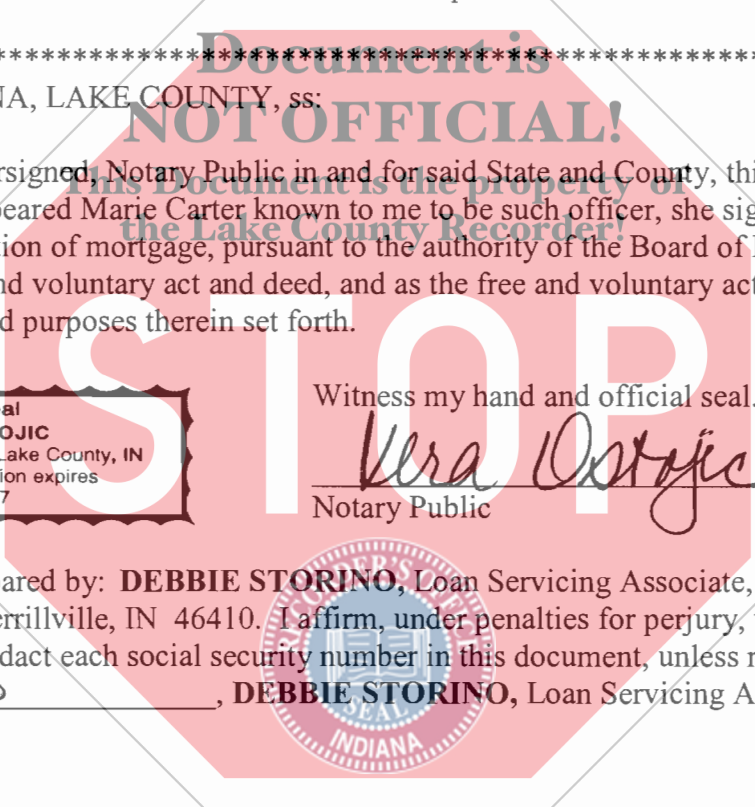 Document is
************************************************************
NA, LAKE COUNTY, ss:
NOT OFFICIAL!
rsigned, Notary Public in and for said State and County, thi
This Document is the property of
peared Marie Carter known to me to be such officer, she sig
the Lake County Recorder!
tion of mortgage, pursuant to the authority of the Board of
nd voluntary act and deed, and as the free and voluntary act
d purposes therein set forth.
STOP
al
OJIC
Lake County, IN
ion expires
7
Witness my hand and official seal.
Vera Ostojic
Notary Public
ared by: DEBBIE STORINO, Loan Servicing Associate,
errillville, IN 46410. I affirm, under penalties for perjury,
dact each social security number in this document, unless r
, DEBBIE STORINO, Loan Servicing A
RECORDER'S OFFICE
SEAL
INDIANA